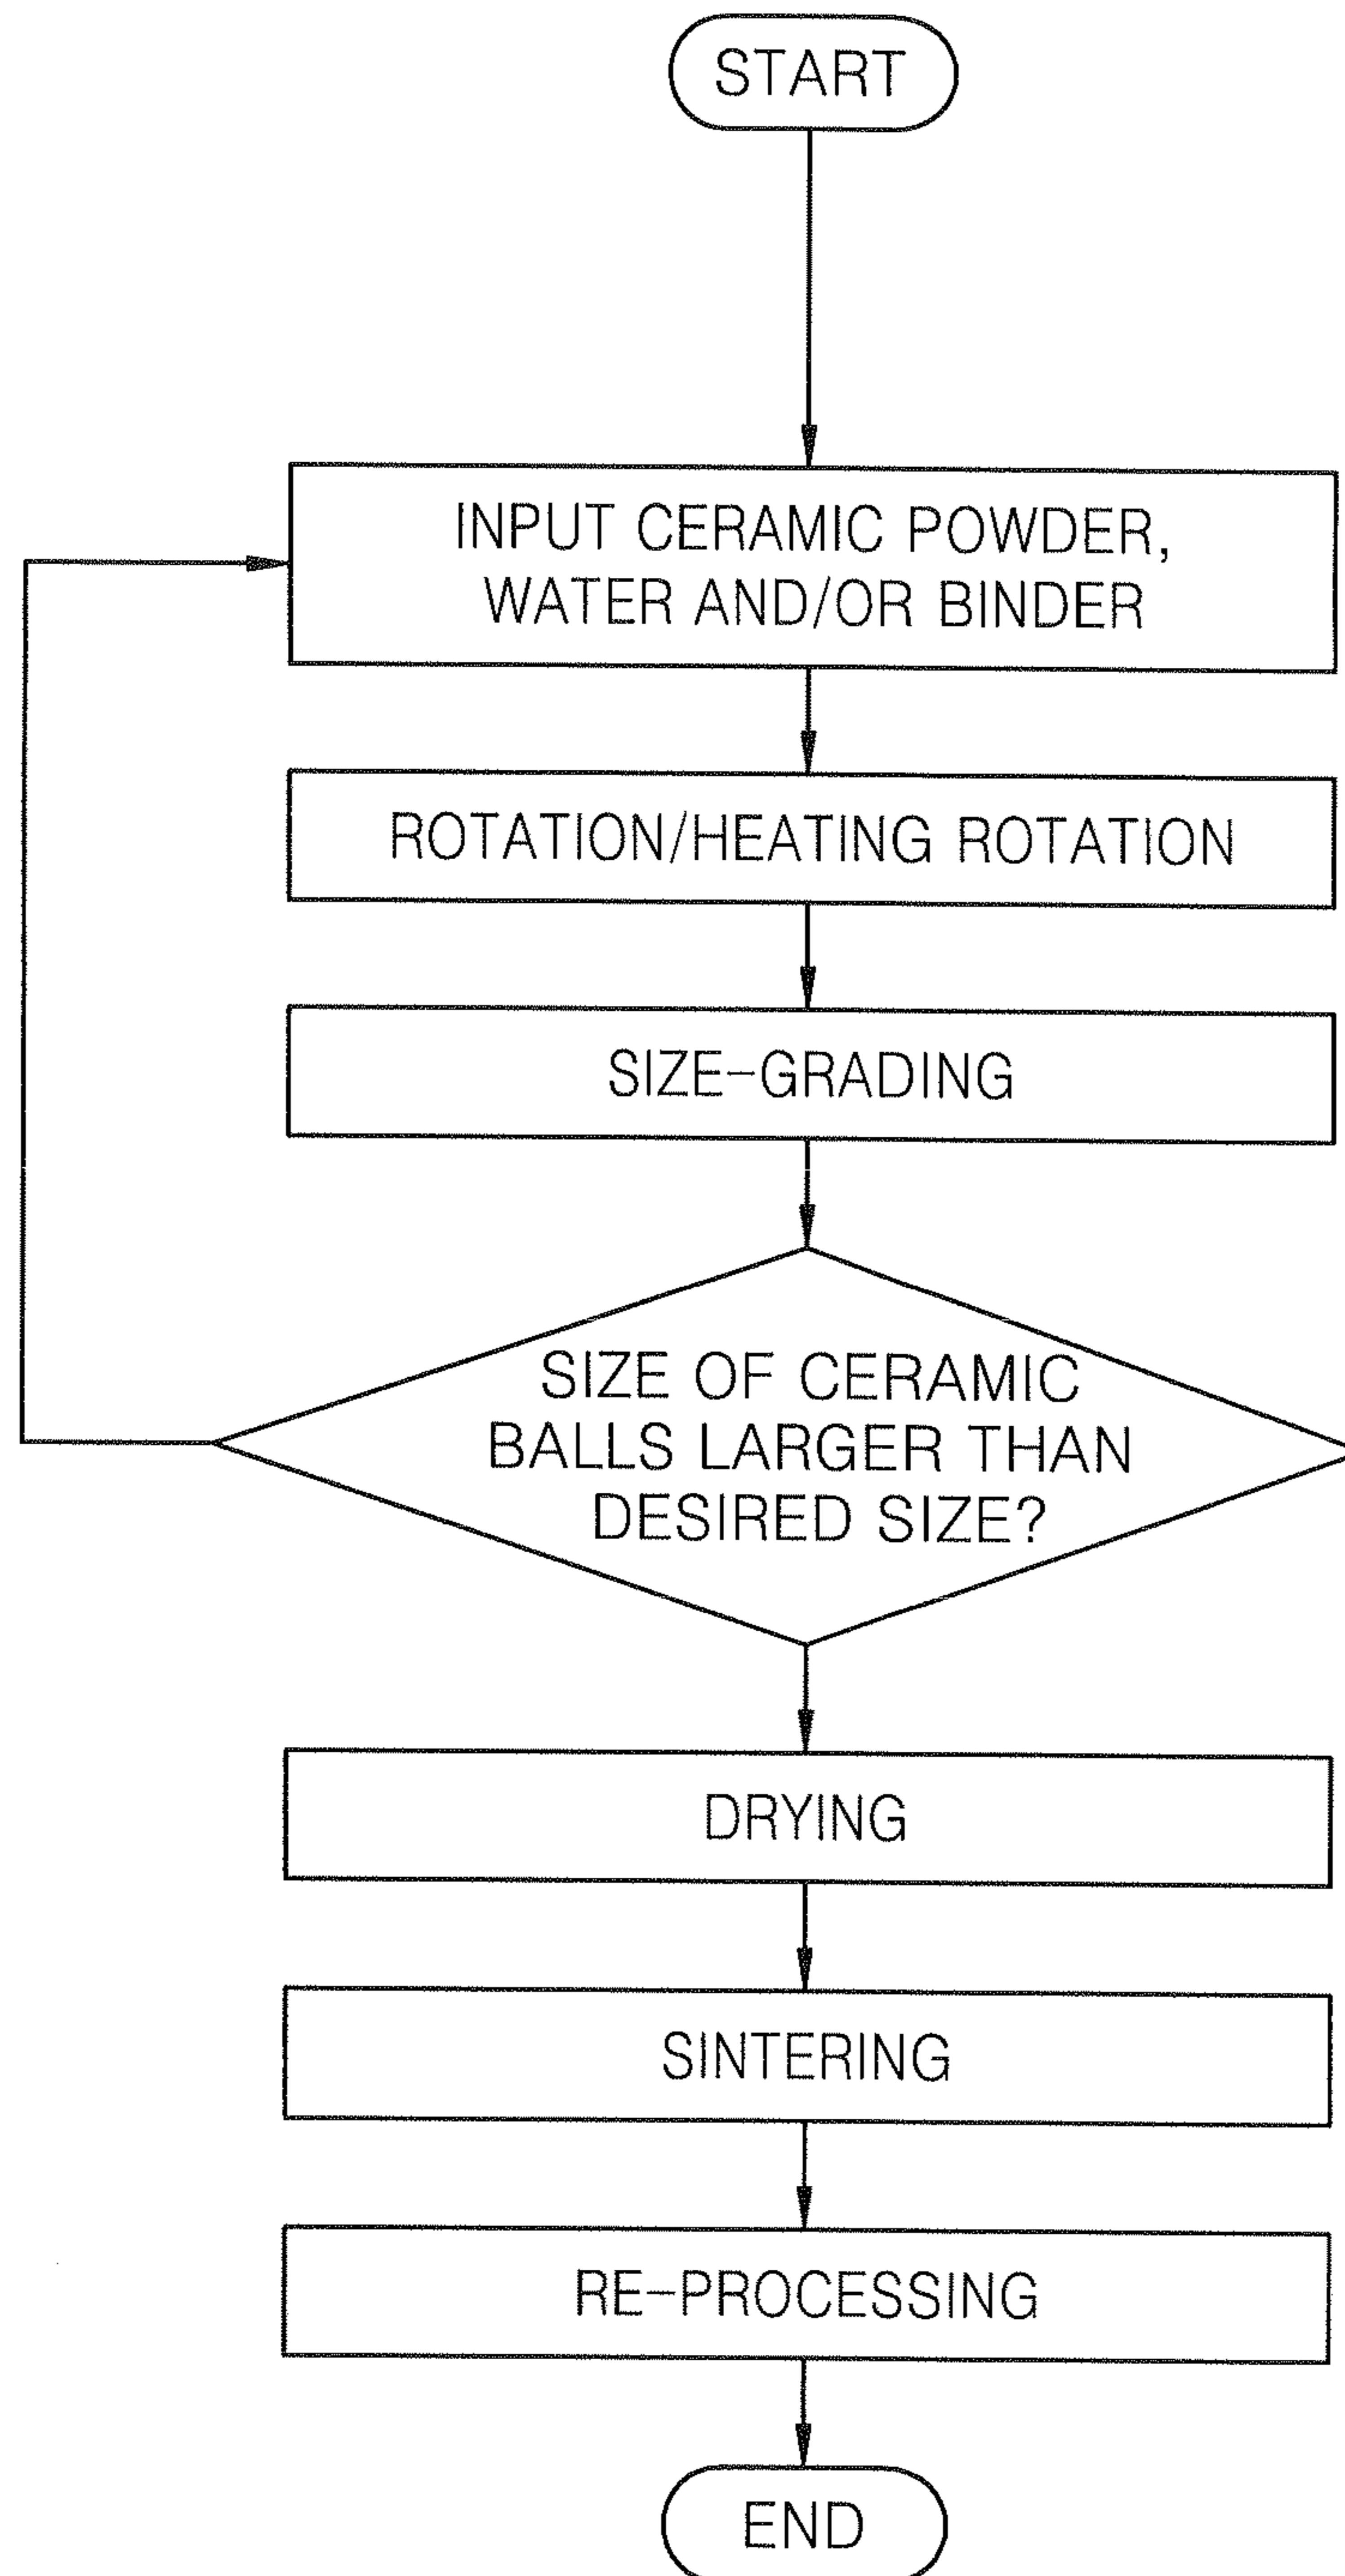 START
INPUT CERAMIC POWDER,
WATER AND/OR BINDER
ROTATION/HEATING ROTATION
SIZE-GRADING
SIZE OF CERAMIC
BALLS LARGER THAN
DESIRED SIZE?
DRYING
SINTERING
RE-PROCESSING
END